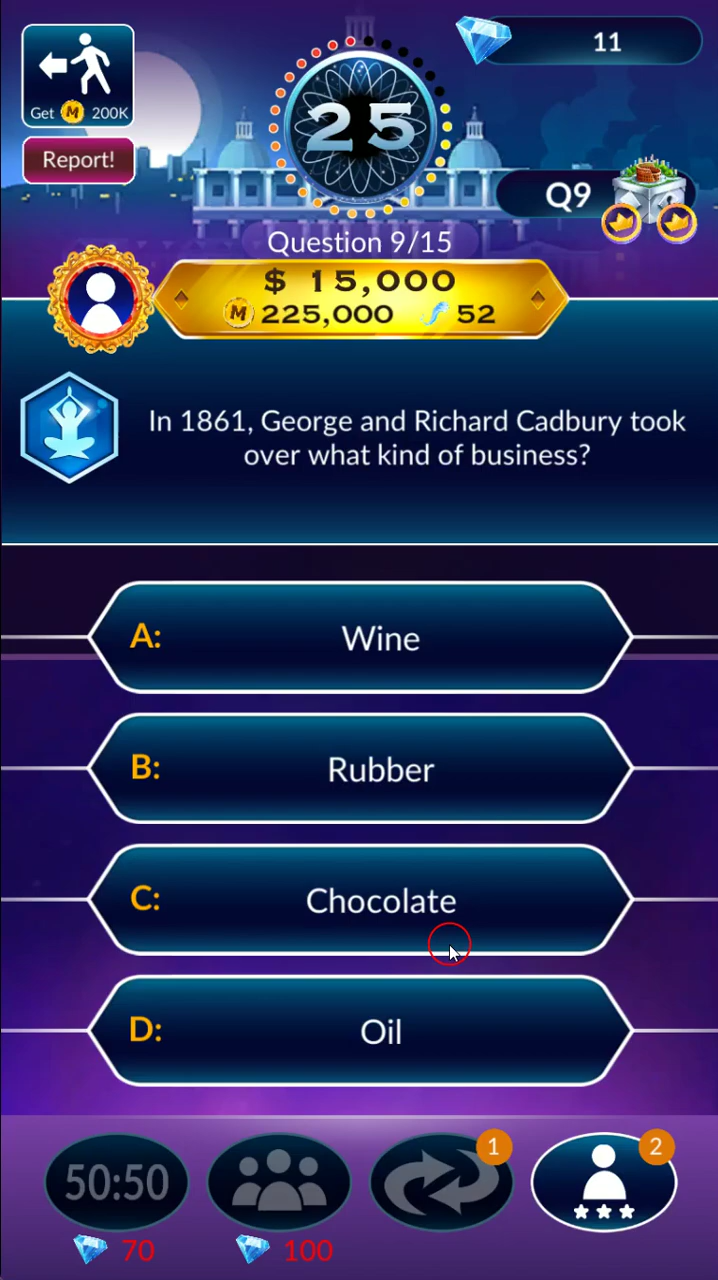 11
Get M 200K
25
Report!
Q9
Question 9/15
$ 15,000
M 225,000 52
In 1861, George and Richard Cadbury took
over what kind of business?
A: Wine
B: Rubber
C: Chocolate
D: Oil
1
2
50:50
70
100